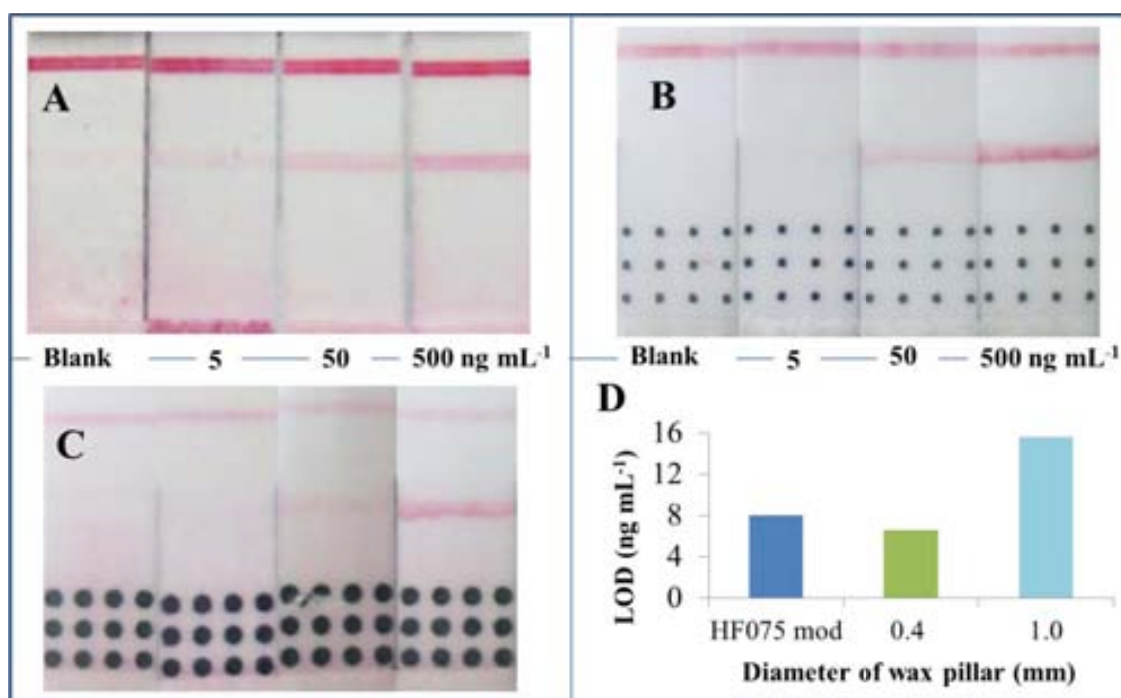 A
B
Blank 5 50 500 ng mL-1
Blank 5 50 500 ng mL-1
C
D
16
12
8
4
0
LOD (ng mL-1)
HF075 mod 0.4 1.0
Diameter of wax pillar (mm)